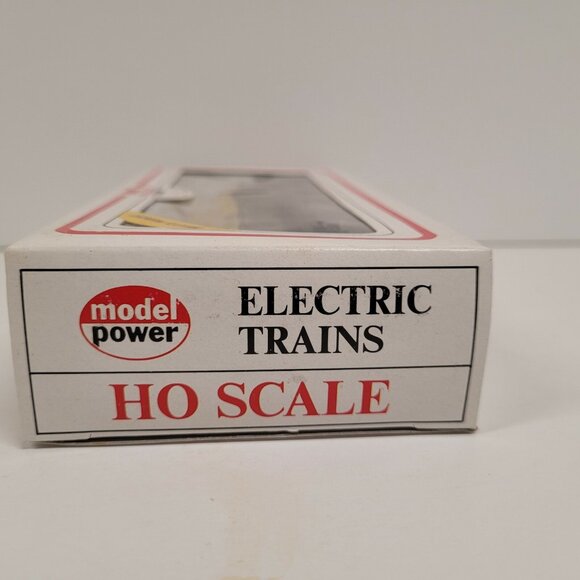 model
power
ELECTRIC
TRAINS
HO SCALE